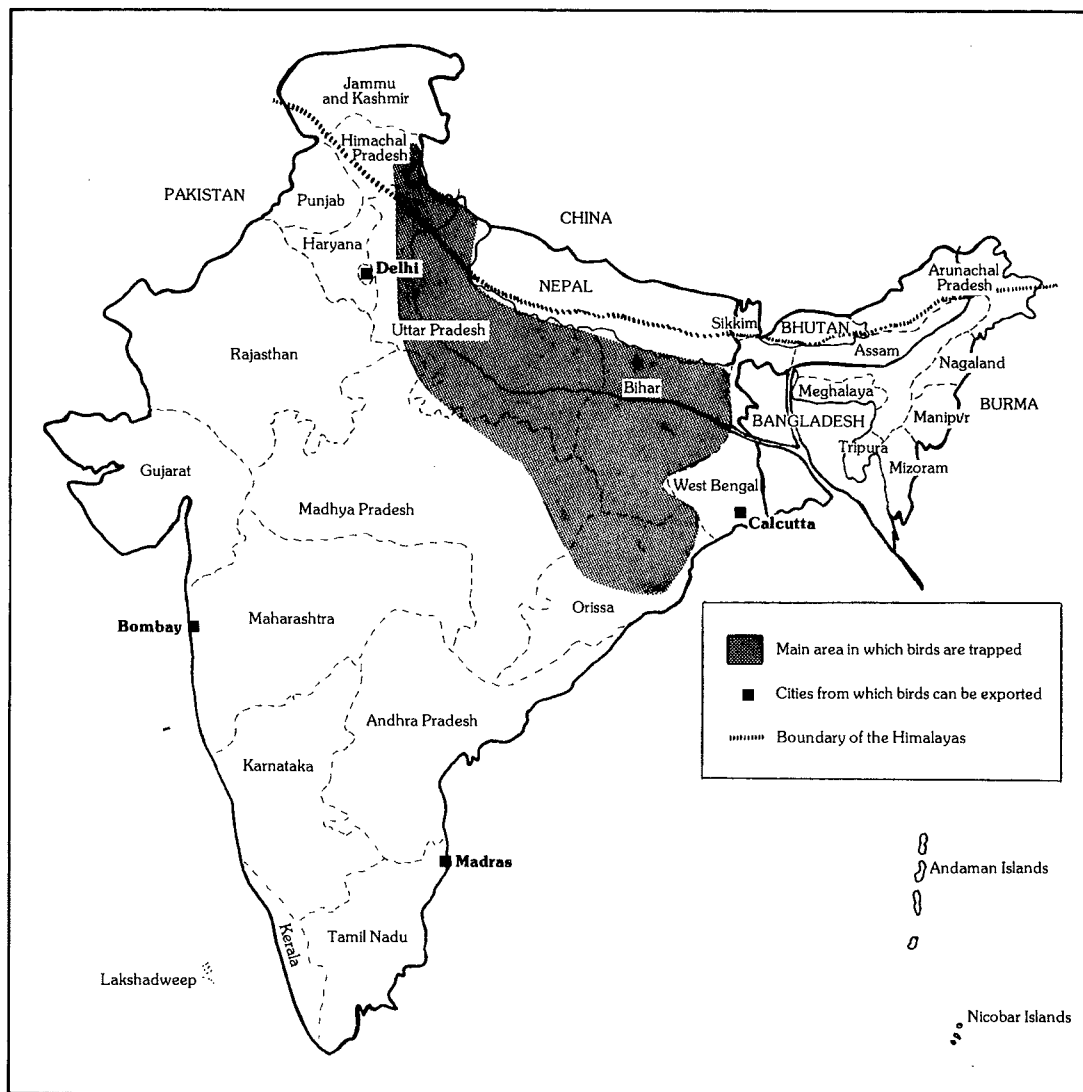 Jammu
and Kashmir
Himachal
Pradesh
PAKISTAN
Punjab
CHINA
Haryana
Delhi
NEPAL
Arunachal
Pradesh
Sikkim
BHUTAN
Uttar Pradesh
Assam
Rajasthan
Nagaland
Bihar
Meghalaya
BURMA
BANGLADESH
Manipur
Tripura
Mizoram
Gujarat
West Bengal
Madhya Pradesh
Calcutta
Orissa
Maharashtra
Bombay
Main area in which birds are trapped
Cities from which birds can be exported
Boundary of the Himalayas
Andhra Pradesh
Karnataka
Madras
Andaman Islands
Kerala
Tamil Nadu
Lakshadweep
Nicobar Islands